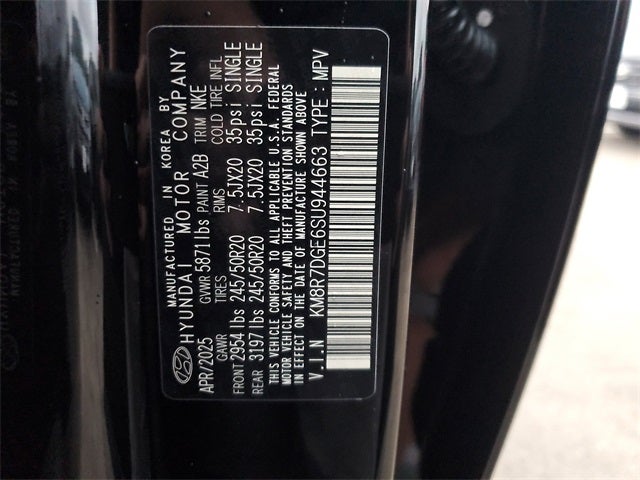 MANUFACTURED IN KOREA BY
HYUNDAI MOTOR COMPANY
APR/2025 GVWR 5871 lbs PAINT A2B TRIM NKE
GAWR TIRES RIMS COLD TIRE INFL
FRONT 2954 lbs 245/50R20 7.5JX20 35psi SINGLE
REAR 3197 lbs 245/50R20 7.5JX20 35psi SINGLE
THIS VEHICLE CONFORMS TO ALL APPLICABLE U.S.A. FEDERAL
MOTOR VEHICLE SAFETY AND THEFT PREVENTION STANDARDS
IN EFFECT ON THE DATE OF MANUFACTURE SHOWN ABOVE
V.I.N KM8R7DGE6SU944663 TYPE : MPV